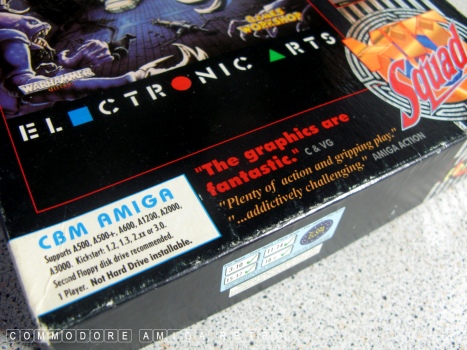 GAMES
WORKSHOP
WARHAMMER
ELECTRONIC ARTS
Squad
"The graphics are
fantastic." C & VG
"Plenty of action and gripping play."
"...addictively challenging." AMIGA ACTION
CBM AMIGA
Supports A500, A500+, A600, A1200, A2000,
A3000. Kickstart: 1.2, 1.3, 2.xx or 3.0.
Second Floppy disk drive recommended.
1 Player. Not Hard Drive installable.
COMMODORE AMIGA RETRO